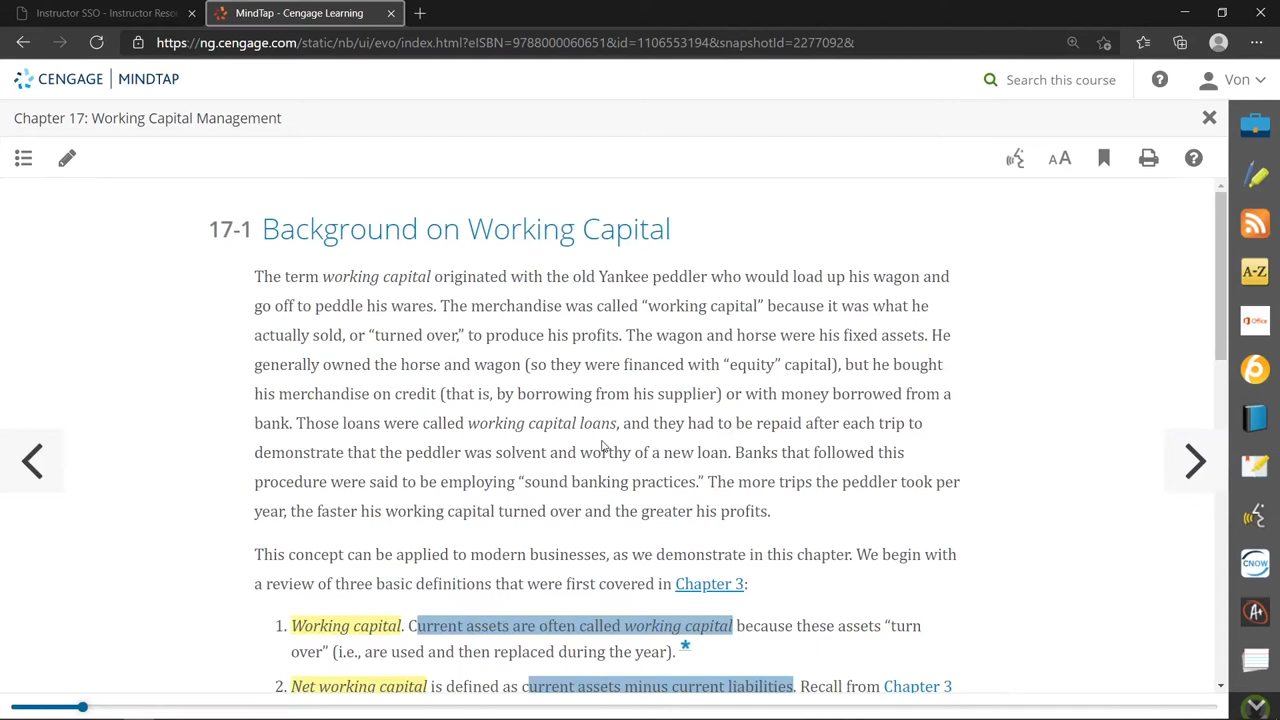 Instructor SSO - Instructor Resou
MindTap - Cengage Learning
https://ng.cengage.com/static/nb/ui/evo/index.html?eISBN=9788000060651&id=1106553194&snapshotId=2277092&
CENGAGE | MINDTAP
Search this course
Von
Chapter 17: Working Capital Management
AA
17-1 Background on Working Capital
The term working capital originated with the old Yankee peddler who would load up his wagon and
go off to peddle his wares. The merchandise was called “working capital” because it was what he
actually sold, or “turned over,” to produce his profits. The wagon and horse were his fixed assets. He
generally owned the horse and wagon (so they were financed with “equity” capital), but he bought
his merchandise on credit (that is, by borrowing from his supplier) or with money borrowed from a
bank. Those loans were called working capital loans, and they had to be repaid after each trip to
demonstrate that the peddler was solvent and worthy of a new loan. Banks that followed this
procedure were said to be employing “sound banking practices.” The more trips the peddler took per
year, the faster his working capital turned over and the greater his profits.
This concept can be applied to modern businesses, as we demonstrate in this chapter. We begin with
a review of three basic definitions that were first covered in Chapter 3:
1. Working capital. Current assets are often called working capital because these assets “turn
over” (i.e., are used and then replaced during the year). *
2. Net working capital is defined as current assets minus current liabilities. Recall from Chapter 3
A-Z
Office
CNOW
A+